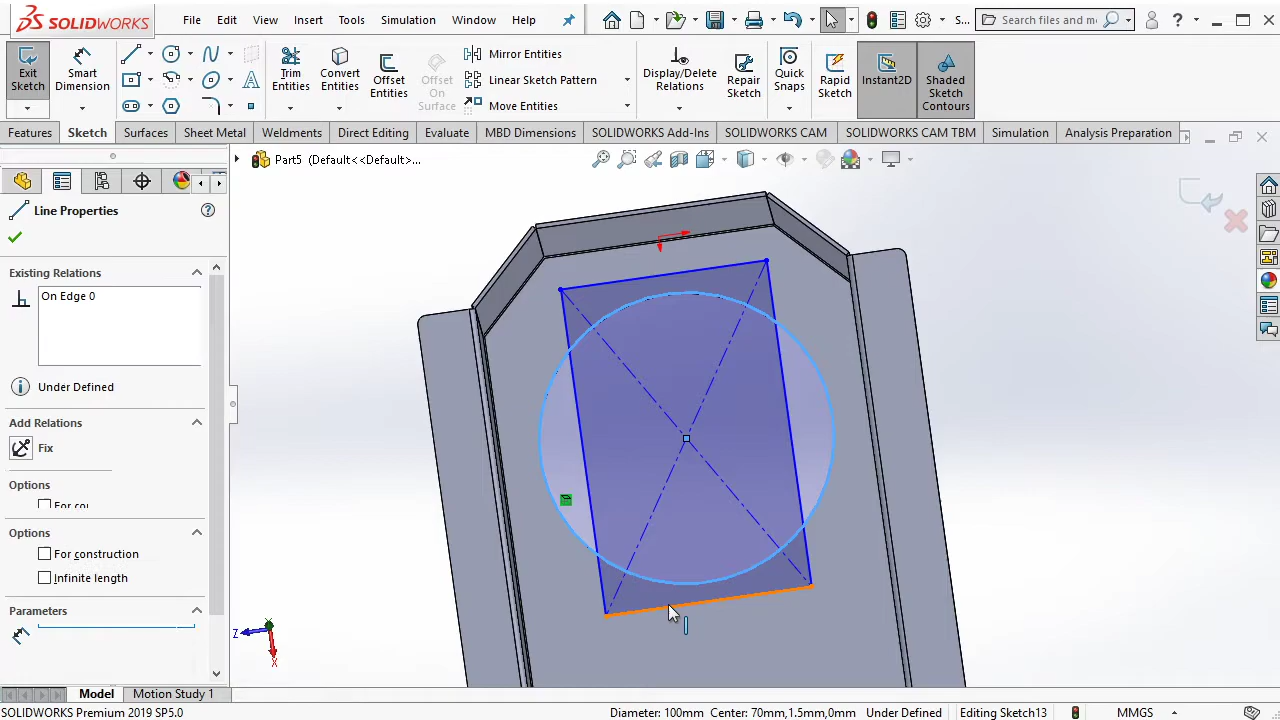 SOLIDWORKS File Edit View Insert Tools Simulation Window Help S... Search files and m
Exit Sketch
Smart Dimension
Trim Entities
Convert Entities
Offset Entities
Offset On Surface
Mirror Entities
Linear Sketch Pattern
Move Entities
Display/Delete Relations
Repair Sketch
Quick Snaps
Rapid Sketch
Instant2D
Shaded Sketch Contours
Features Sketch Surfaces Sheet Metal Weldments Direct Editing Evaluate MBD Dimensions SOLIDWORKS Add-Ins SOLIDWORKS CAM SOLIDWORKS CAM TBM Simulation Analysis Preparation
Part5 (Default<<Default>...
Line Properties
Existing Relations
On Edge 0
Under Defined
Add Relations
Fix
Options
For co
Options
For construction
Infinite length
Parameters
Z
X
Model Motion Study 1
SOLIDWORKS Premium 2019 SP5.0 Diameter: 100mm Center: 70mm,1.5mm,0mm Under Defined Editing Sketch13 MMGS